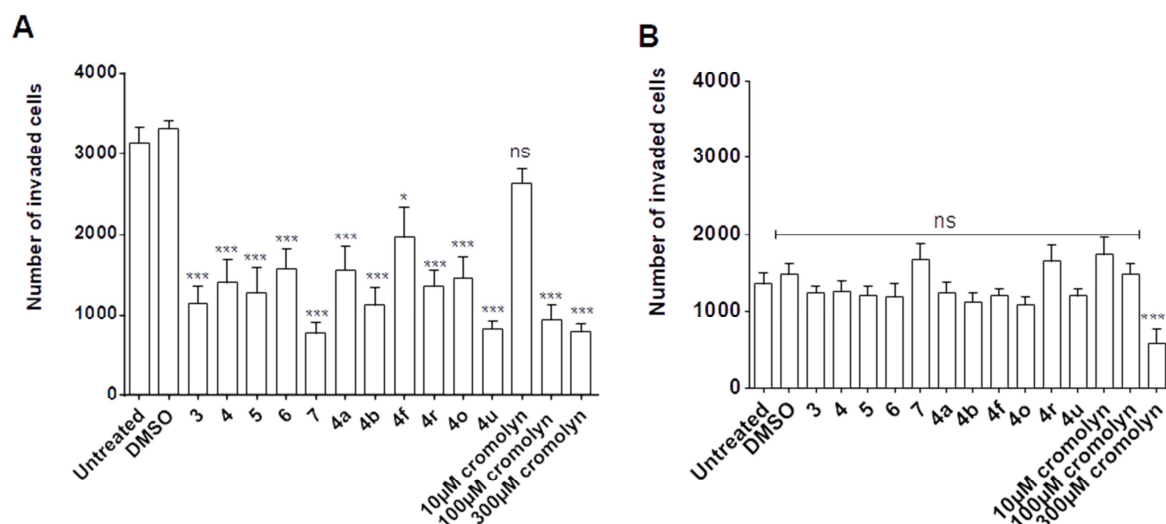 A
Number of invaded cells
4000
3000
2000
1000
0
***
***
***
***
***
***
***
*
***
***
***
ns
***
***
Untreated
DMSO
3
4
5
6
7
4a
4b
4f
4r
4o
4u
10µM cromolyn
100µM cromolyn
300µM cromolyn
B
Number of invaded cells
4000
3000
2000
1000
0
ns
***
Untreated
DMSO
3
4
5
6
7
4a
4b
4f
4o
4r
4u
10µM cromolyn
100µM cromolyn
300µM cromolyn